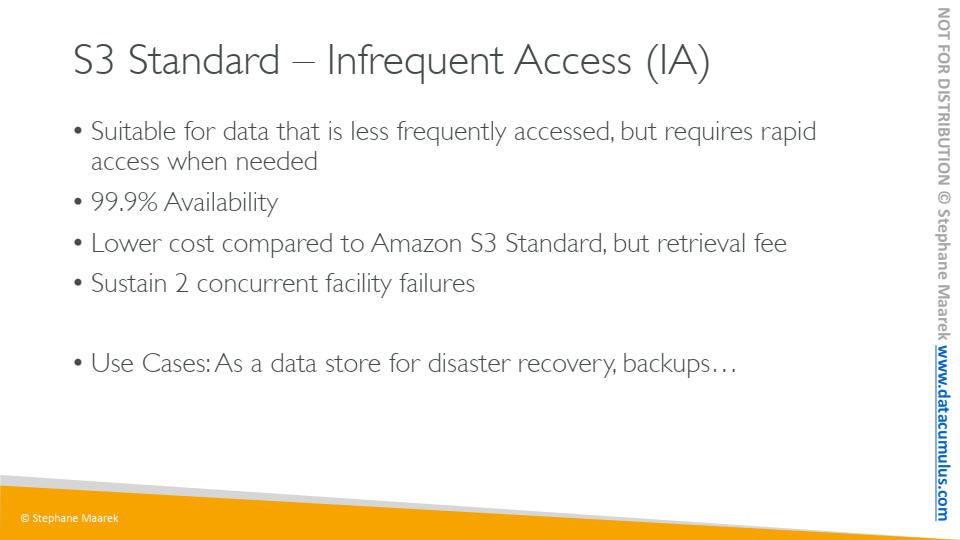 S3 Standard – Infrequent Access (IA)
• Suitable for data that is less frequently accessed, but requires rapid
access when needed
• 99.9% Availability
• Lower cost compared to Amazon S3 Standard, but retrieval fee
• Sustain 2 concurrent facility failures
• Use Cases: As a data store for disaster recovery, backups…
© Stephane Maarek
NOT FOR DISTRIBUTION © Stephane Maarek www.datacumulus.com